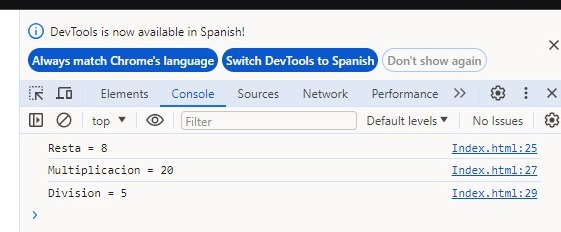 DevTools is now available in Spanish!
Always match Chrome's language Switch DevTools to Spanish Don't show again
Elements Console Sources Network Performance
top Filter Default levels No Issues
Resta = 8 Index.html:25
Multiplicacion = 20 Index.html:27
Division = 5 Index.html:29